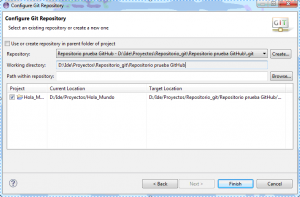 Configure Git Repository
Configure Git Repository
Select an existing repository or create a new one
GIT
Use or create repository in parent folder of project
Repository: Repositorio prueba GitHub - D:\Ide\Proyectos\Repositorio_git\Repositorio prueba GitHub\.git Create...
Working directory: D:\Ide\Proyectos\Repositorio_git\Repositorio prueba GitHub
Path within repository: Browse...
Project Current Location Target Location
Hola_M... D:/Ide/Proyectos/Hola_Mundo D:/Ide/Proyectos/Repositorio_git/Repositorio prueba GitHub/...
< Back Next > Finish Cancel